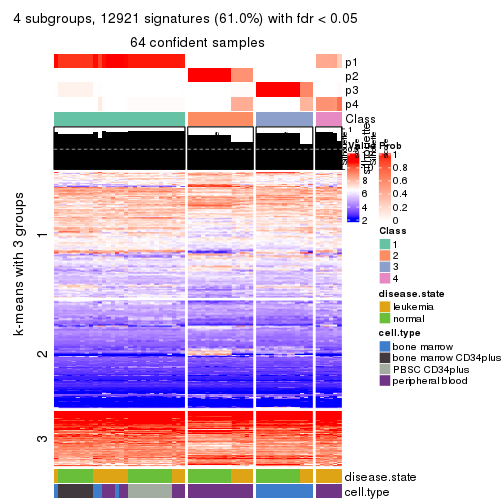 4 subgroups, 12921 signatures (61.0%) with fdr < 0.05
64 confident samples
p1
p2
p3
p4
Class
silhouette
Value
8
6
4
2
Prob
1
0.8
0.6
0.4
0.2
0
Class
1
2
3
4
disease.state
leukemia
normal
cell.type
bone marrow
bone marrow CD34plus
PBSC CD34plus
peripheral blood
k-means with 3 groups
1
2
3
disease.state
cell.type